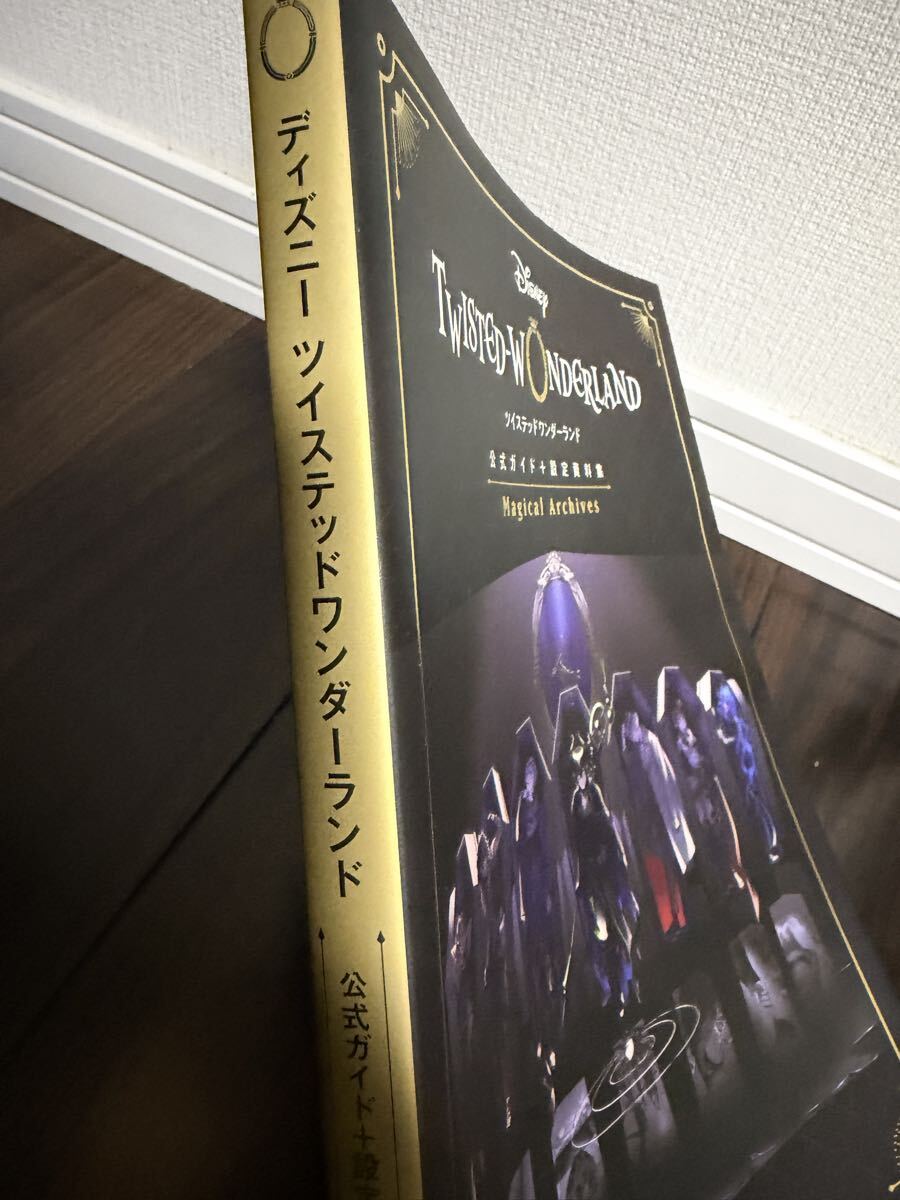 ディズニー ツイステッドワンダーランド
公式ガイド+設定
Disney
TWISTED-WONDERLAND
ツイステッドワンダーランド
公式ガイド+設定資料集
Magical Archives